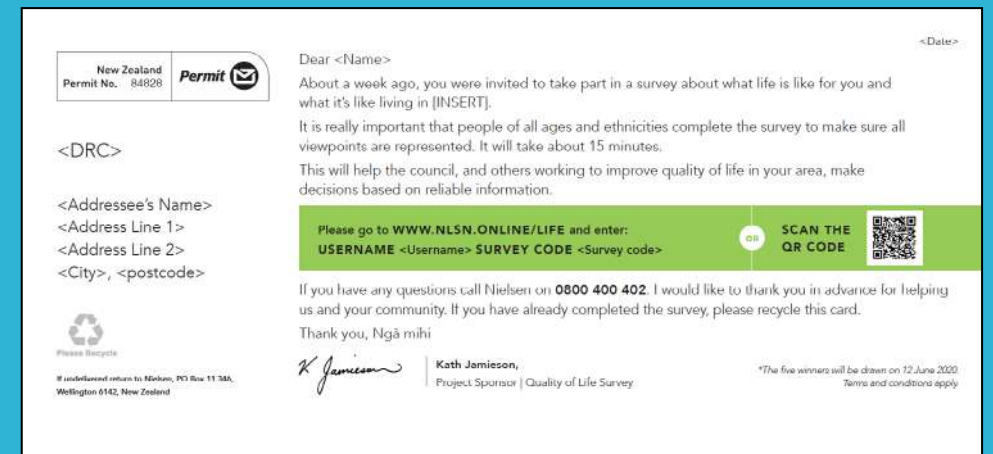 New Zealand
Permit No. 84828
Permit
<DRC>
<Addressee's Name>
<Address Line 1>
<Address Line 2>
<City>, <postcode>
Please Recycle
If undelivered return to Nielsen, PO Box 11 346,
Wellington 6142, New Zealand
<Date>
Dear <Name>
About a week ago, you were invited to take part in a survey about what life is like for you and
what it's like living in [INSERT].
It is really important that people of all ages and ethnicities complete the survey to make sure all
viewpoints are represented. It will take about 15 minutes.
This will help the council, and others working to improve quality of life in your area, make
decisions based on reliable information.
Please go to WWW.NLSN.ONLINE/LIFE and enter:
USERNAME <Username> SURVEY CODE <Survey code>
OR
SCAN THE
QR CODE
If you have any questions call Nielsen on 0800 400 402. I would like to thank you in advance for helping
us and your community. If you have already completed the survey, please recycle this card.
Thank you, Ngā mihi
K Jamieson
Kath Jamieson,
Project Sponsor | Quality of Life Survey
*The five winners will be drawn on 12 June 2020.
Terms and conditions apply